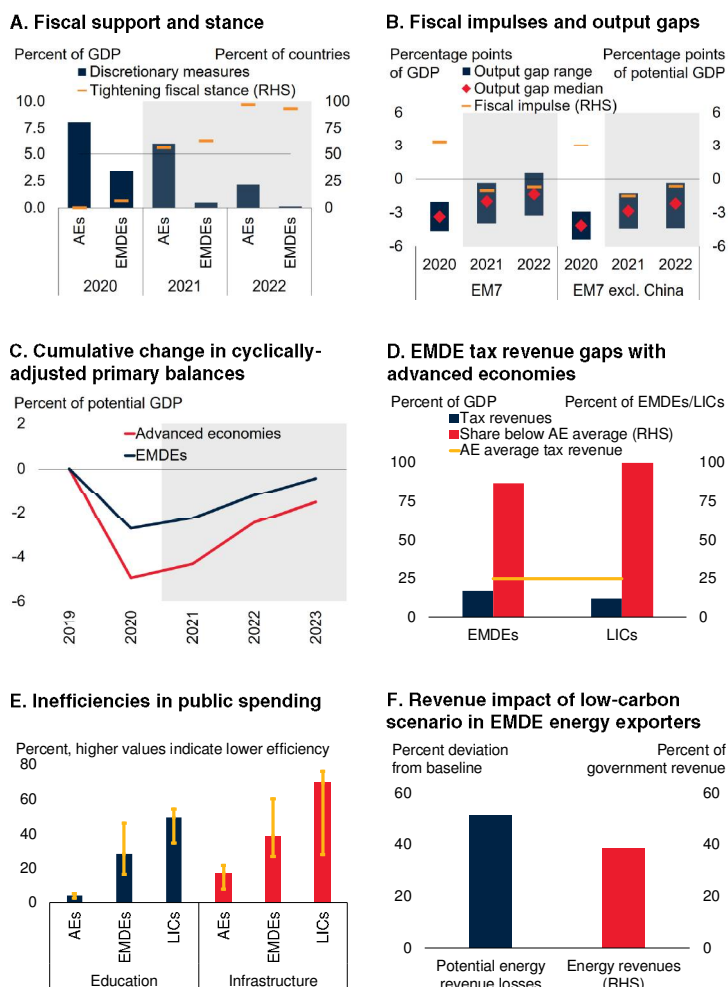 A. Fiscal support and stance
Percent of GDP
Percent of countries
Discretionary measures
Tightening fiscal stance (RHS)
10.0
7.5
5.0
2.5
0.0
100
75
50
25
0
AEs
EMDEs
AEs
EMDEs
AEs
EMDEs
2020
2021
2022
B. Fiscal impulses and output gaps
Percentage points
of GDP
Percentage points
of potential GDP
Output gap range
Output gap median
Fiscal impulse (RHS)
6
3
0
-3
-6
6
3
0
-3
-6
2020
2021
2022
2020
2021
2022
EM7
EM7 excl. China
C. Cumulative change in cyclically-
adjusted primary balances
Percent of potential GDP
Advanced economies
EMDEs
2
0
-2
-4
-6
2019
2020
2021
2022
2023
D. EMDE tax revenue gaps with
advanced economies
Percent of GDP
Percent of EMDEs/LICs
Tax revenues
Share below AE average (RHS)
AE average tax revenue
100
75
50
25
0
100
75
50
25
0
EMDEs
LICs
E. Inefficiencies in public spending
Percent, higher values indicate lower efficiency
80
60
40
20
0
AEs
EMDEs
LICs
AEs
EMDEs
LICs
Education
Infrastructure
F. Revenue impact of low-carbon
scenario in EMDE energy exporters
Percent deviation
from baseline
Percent of
government revenue
60
40
20
0
60
40
20
0
Potential energy
revenue losses
Energy revenues
(RHS)